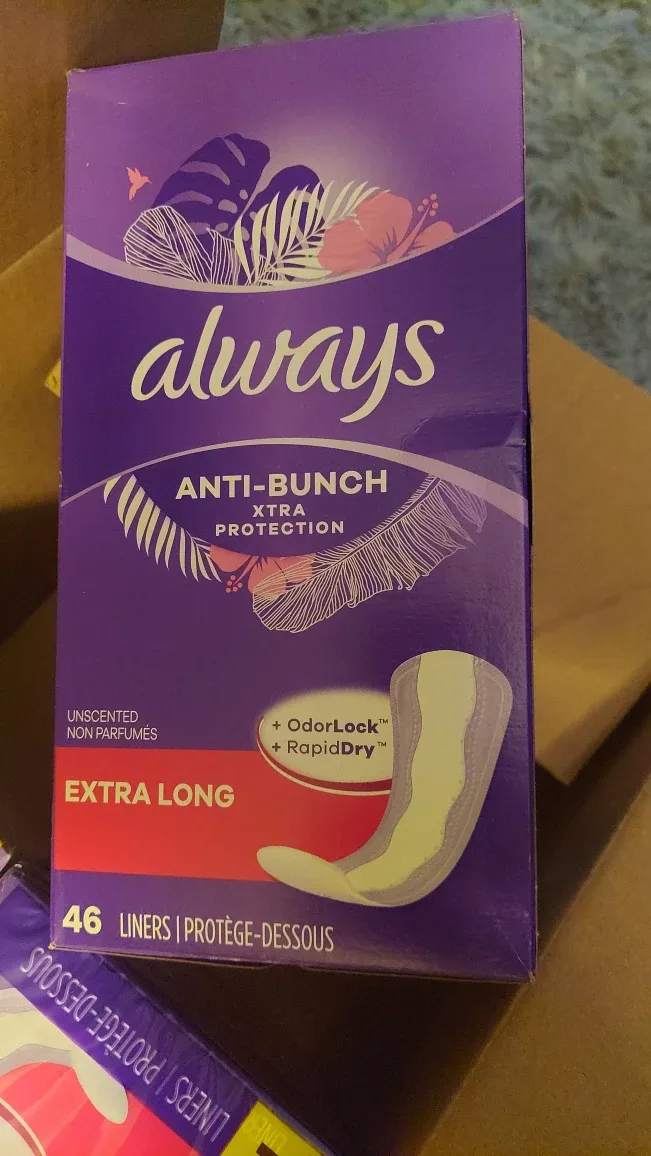 always
ANTI-BUNCH
XTRA
PROTECTION
UNSCENTED
NON PARFUMÉS
+ OdorLock™
+ RapidDry™
EXTRA LONG
46 LINERS | PROTÈGE-DESSOUS
LINERS | PROTÈGE-DESSOUS
LINER